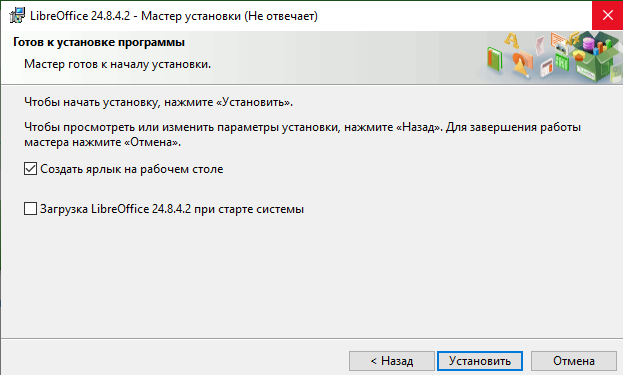 LibreOffice 24.8.4.2 - Мастер установки (Не отвечает)
Готов к установке программы
Мастер готов к началу установки.
Чтобы начать установку, нажмите «Установить».
Чтобы просмотреть или изменить параметры установки, нажмите «Назад». Для завершения работы
мастера нажмите «Отмена».
Создать ярлык на рабочем столе
Загрузка LibreOffice 24.8.4.2 при старте системы
< Назад
Установить
Отмена